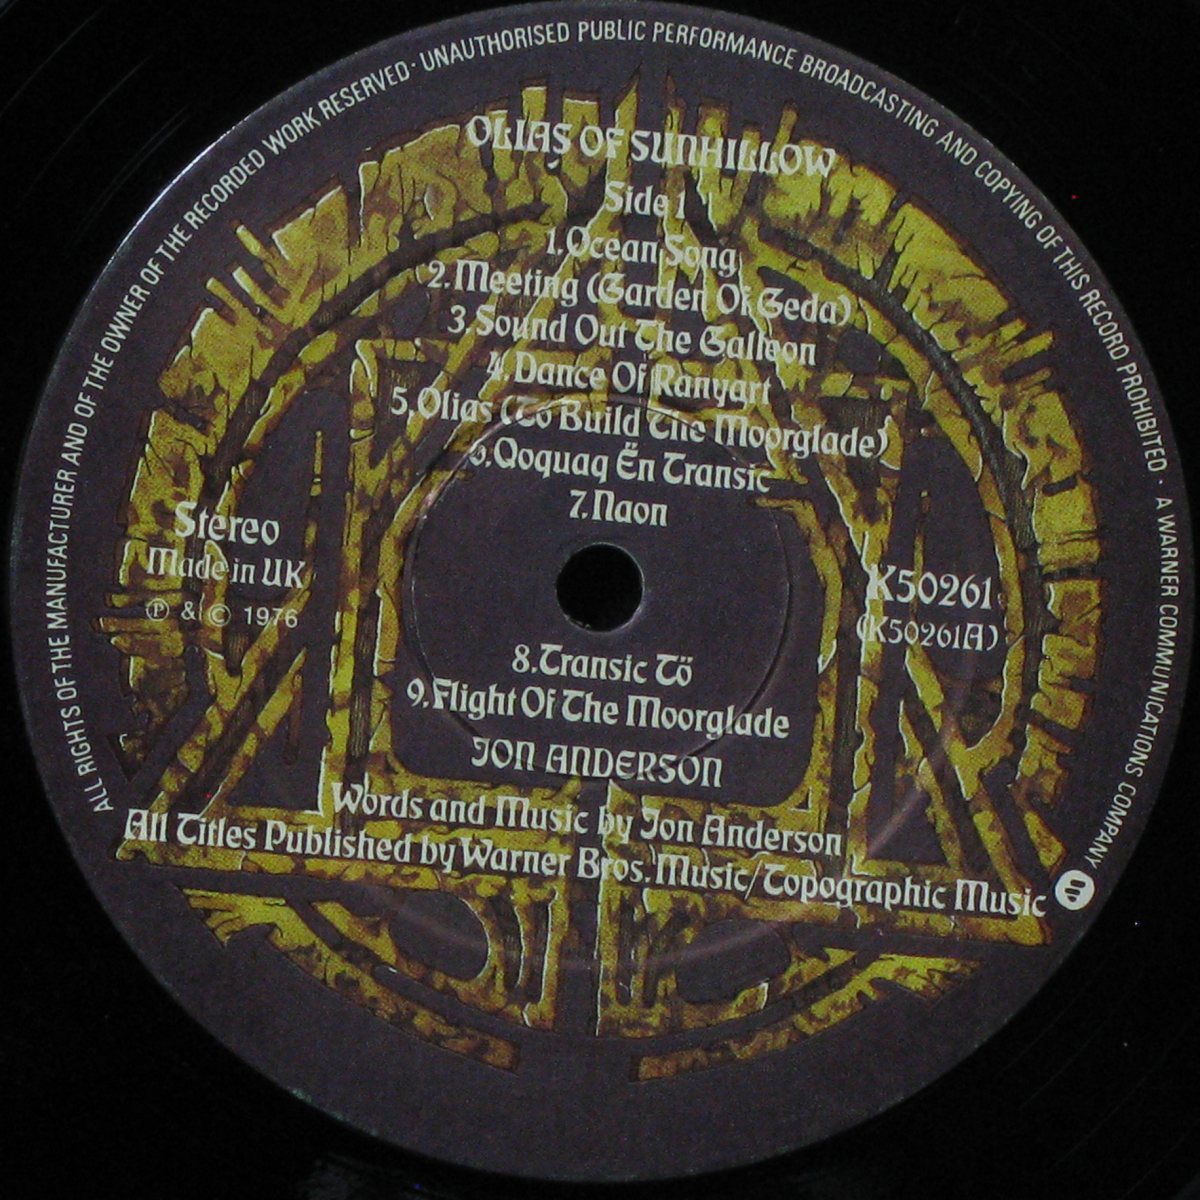 ALL RIGHTS OF THE MANUFACTURER AND OF THE OWNER OF THE RECORDED WORK RESERVED · UNAUTHORISED PUBLIC PERFORMANCE BROADCASTING AND COPYING OF THIS RECORD PROHIBITED · A WARNER COMMUNICATIONS COMPANY
OLIAS OF SUNHILLOW
Side 1
1. Ocean Song
2. Meeting (Garden Of Geda)
3. Sound Out The Galleon
4. Dance Of Ranyart
5. Olias (To Build The Moorglade)
6. Qoquaq Ën Transic
7. Naon
Stereo
Made in UK
℗ & © 1976
K50261
(K50261A)
8. Transic Tö
9. Flight Of The Moorglade
JON ANDERSON
Words and Music by Jon Anderson
All Titles Published by Warner Bros. Music/Topographic Music